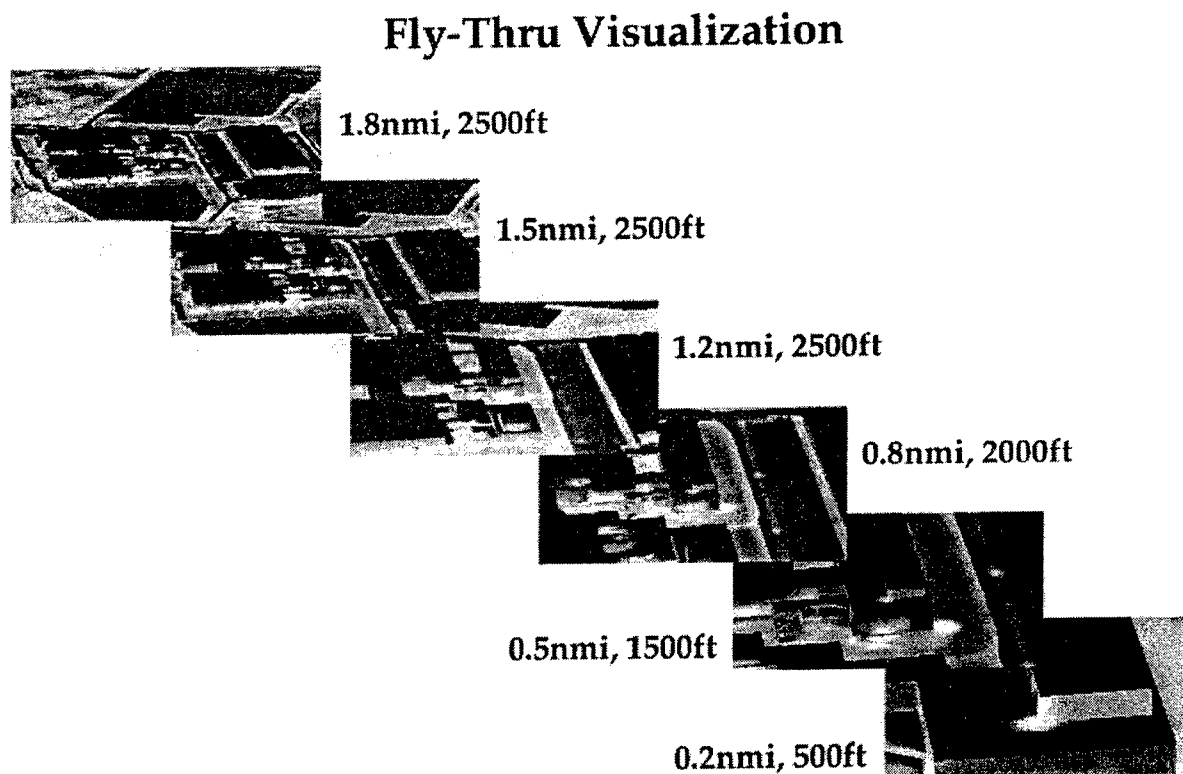 Fly-Thru Visualization
1.8nmi, 2500ft
1.5nmi, 2500ft
1.2nmi, 2500ft
0.8nmi, 2000ft
0.5nmi, 1500ft
0.2nmi, 500ft